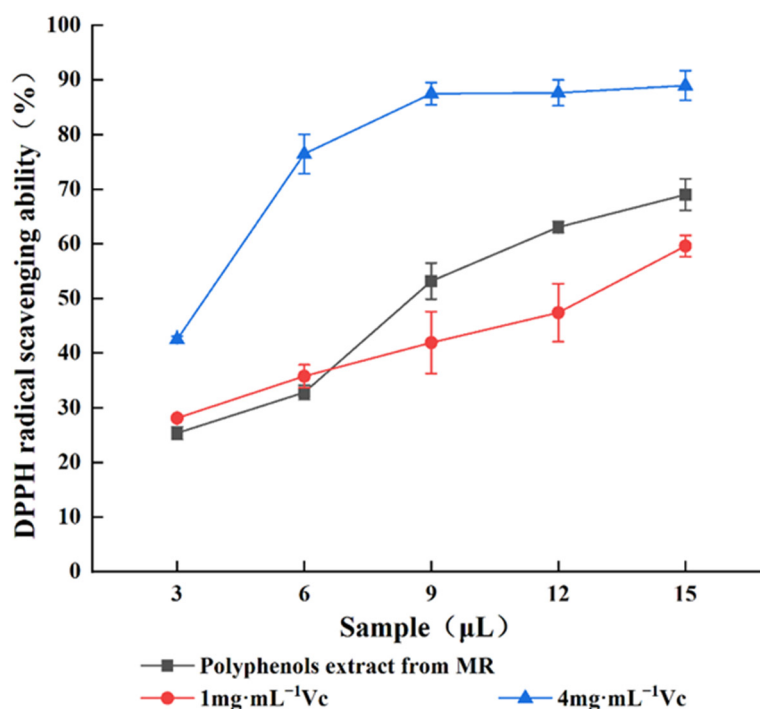 100
90
80
70
60
50
40
30
20
10
0
DPPH radical scavenging ability（%）
3 6 9 12 15
Sample（μL）
Polyphenols extract from MR
1mg·mL⁻¹Vc 4mg·mL⁻¹Vc